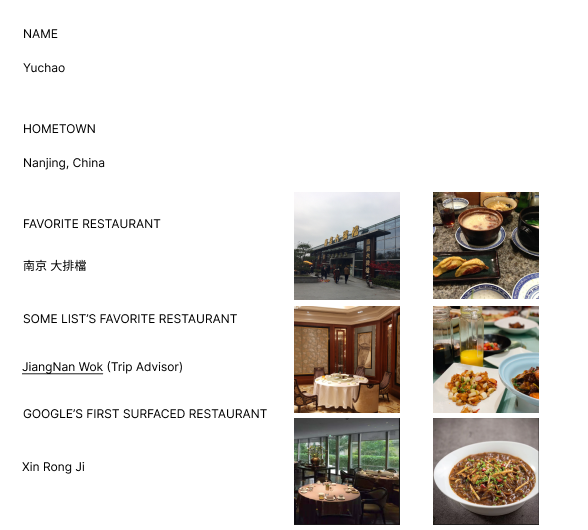 NAME
Yuchao
HOMETOWN
Nanjing, China
FAVORITE RESTAURANT
南京 大排檔
SOME LIST'S FAVORITE RESTAURANT
JiangNan Wok (Trip Advisor)
GOOGLE'S FIRST SURFACED RESTAURANT
Xin Rong Ji